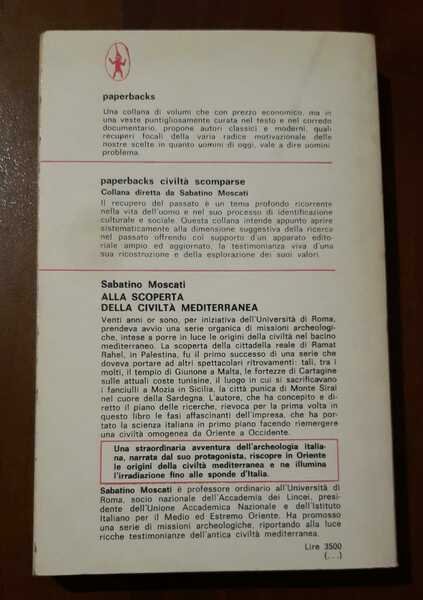 paperbacks
Una collana di volumi che con prezzo economico, ma in
una veste puntigliosamente curata nel testo e nel corredo
documentario, propone autori classici e moderni, quali
recuperi focali della varia radice motivazionale delle
nostre scelte in quanto uomini di oggi, vale a dire uomini
problema.
paperbacks civiltà scomparse
Collana diretta da Sabatino Moscati
Il recupero del passato è un tema profondo ricorrente
nella vita dell'uomo e nel suo processo di identificazione
culturale e sociale. Questa collana intende appunto aprire
sistematicamente alla dimensione suggestiva della ricerca
nel passato offrendo col supporto d'un apparato edito-
riale ampio ed aggiornato, la testimonianza viva d'una
sua ricostruzione e della esplorazione dei suoi valori.
Sabatino Moscati
ALLA SCOPERTA
DELLA CIVILTÀ MEDITERRANEA
Venti anni or sono, per iniziativa dell'Università di Roma,
prendeva avvio una serie organica di missioni archeologi-
che, intese a porre in luce le origini della civiltà nel bacino
mediterraneo. La scoperta della cittadella reale di Ramat
Rahel, in Palestina, fu il primo successo di una serie che
doveva portare ad altri spettacolari ritrovamenti: tali, tra i
molti, il tempio di Giunone a Malta, le fortezze di Cartagine
sulle attuali coste tunisine, il luogo in cui si sacrificavano
i fanciulli a Mozia in Sicilia, la città punica di Monte Sirai
nel cuore della Sardegna. L'autore, che ha concepito e di-
retto il piano delle ricerche, rievoca per la prima volta in
questo libro le fasi affascinanti dell'impresa, che ha por-
tato la scienza italiana in primo piano facendo riemergere
una civiltà omogenea da Oriente a Occidente.
Una straordinaria avventura dell'archeologia italia-
na, narrata dal suo protagonista, riscopre in Oriente
le origini della civiltà mediterranea e ne illumina
l'irradiazione fino alle sponde d'Italia.
Sabatino Moscati è professore ordinario all'Università di
Roma, socio nazionale dell'Accademia dei Lincei, presi-
dente dell'Unione Accademica Nazionale e dell'Istituto
Italiano per il Medio ed Estremo Oriente. Ha promosso
una serie di missioni archeologiche, riportando alla luce
ricche testimonianze dell'antica civiltà mediterranea.
Lire 3500
(...)